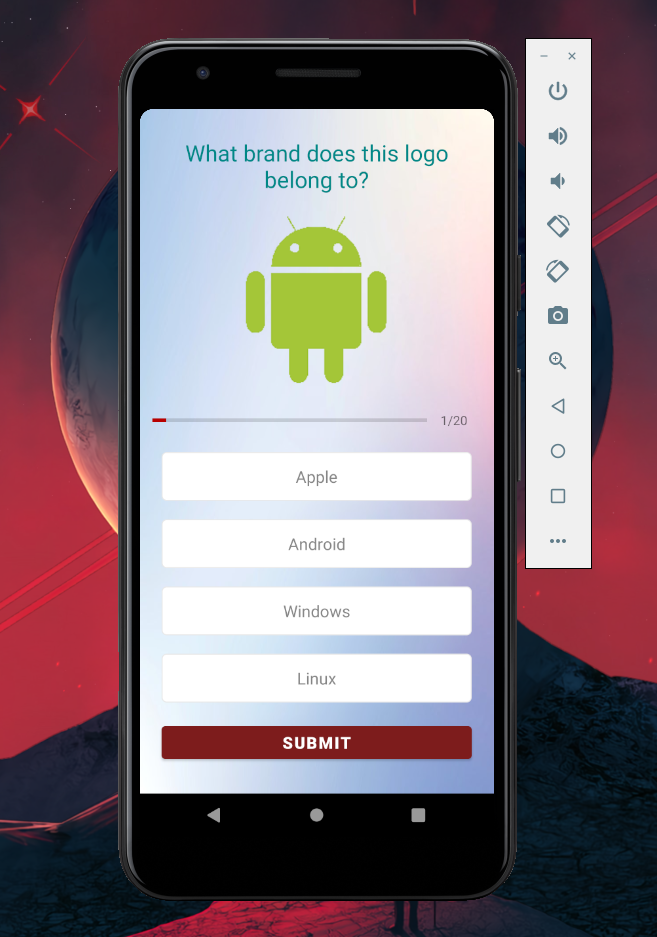 What brand does this logo
belong to?
1/20
Apple
Android
Windows
Linux
SUBMIT